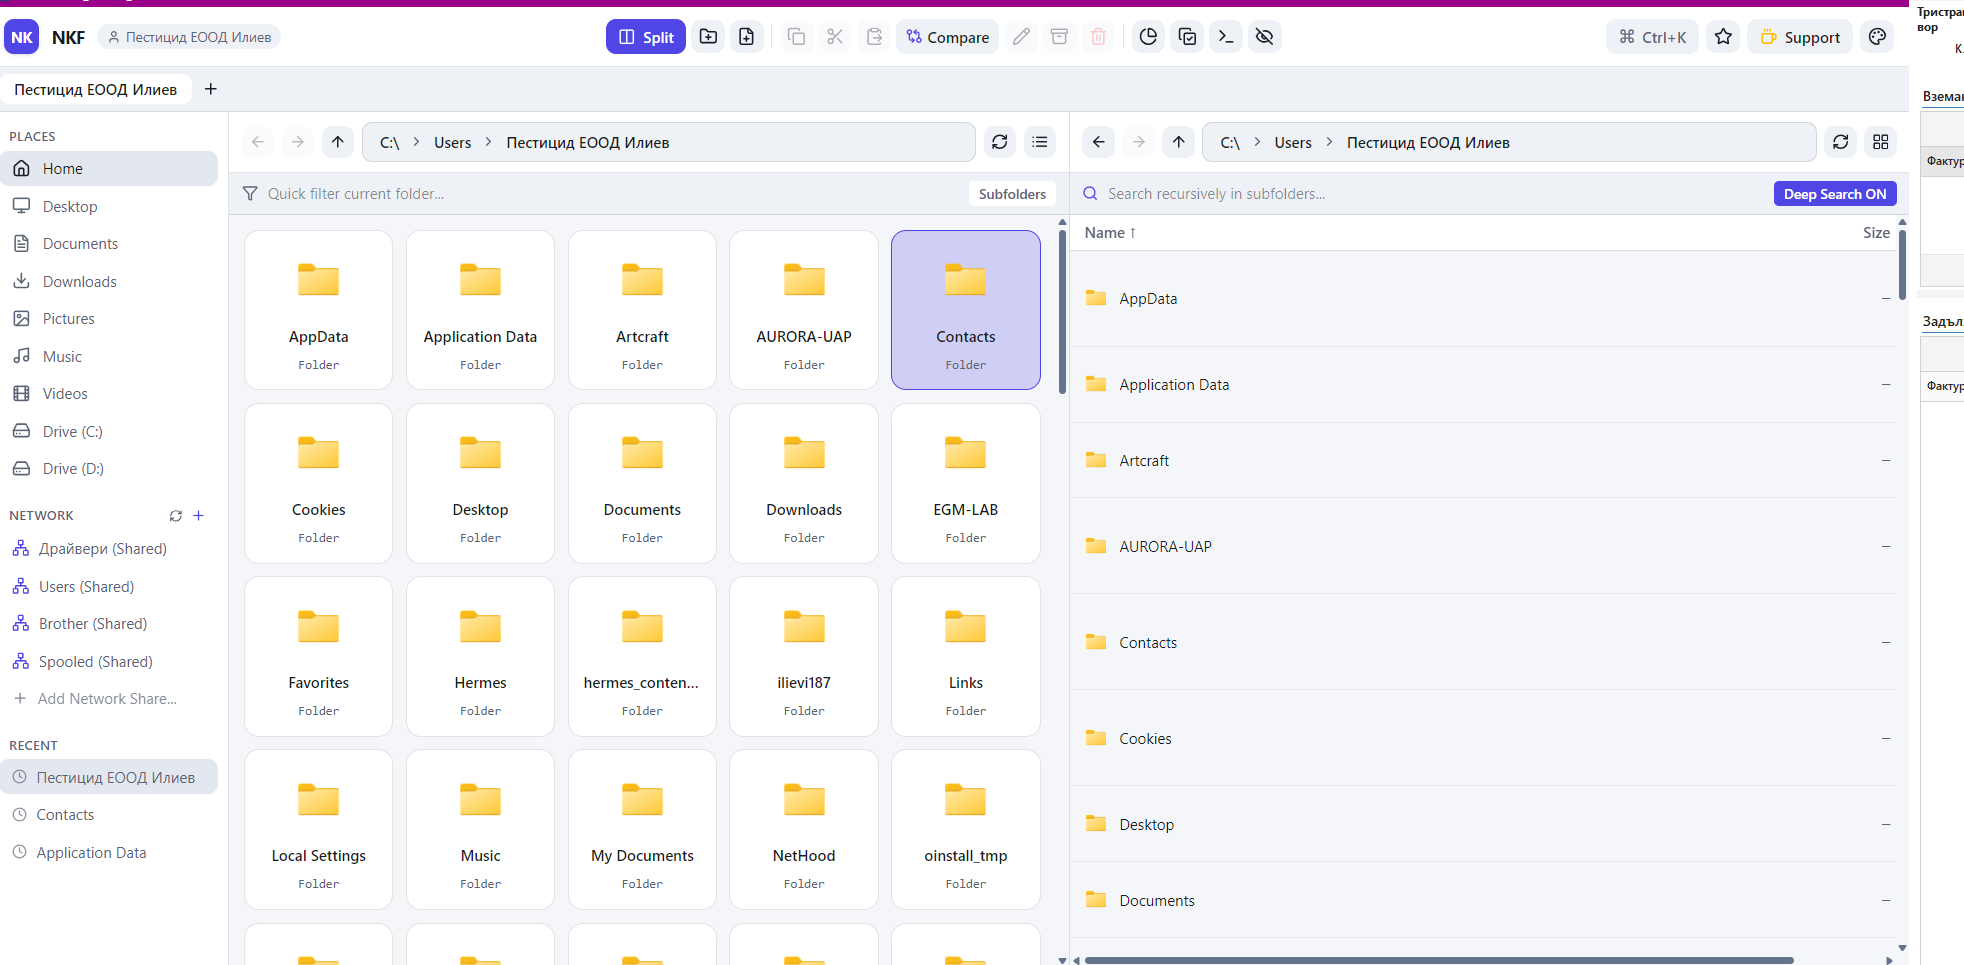 NK NKF Пестицид ЕООД Илиев Split Compare Ctrl+K Support
Пестицид ЕООД Илиев
PLACES
Home
Desktop
Documents
Downloads
Pictures
Music
Videos
Drive (C:)
Drive (D:)
NETWORK
Драйвери (Shared)
Users (Shared)
Brother (Shared)
Spooled (Shared)
Add Network Share...
RECENT
Пестицид ЕООД Илиев
Contacts
Application Data
C:\ > Users > Пестицид ЕООД Илиев
Quick filter current folder... Subfolders
AppData Application Data Artcraft AURORA-UAP Contacts
Folder Folder Folder Folder Folder
Cookies Desktop Documents Downloads EGM-LAB
Folder Folder Folder Folder Folder
Favorites Hermes hermes_conten... ilievi187 Links
Folder Folder Folder Folder Folder
Local Settings Music My Documents NetHood oinstall_tmp
Folder Folder Folder Folder Folder
C:\ > Users > Пестицид ЕООД Илиев
Search recursively in subfolders... Deep Search ON
Name ↑ Size
AppData –
Application Data –
Artcraft –
AURORA-UAP –
Contacts –
Cookies –
Desktop –
Documents –
вор
Фактур
Фактур